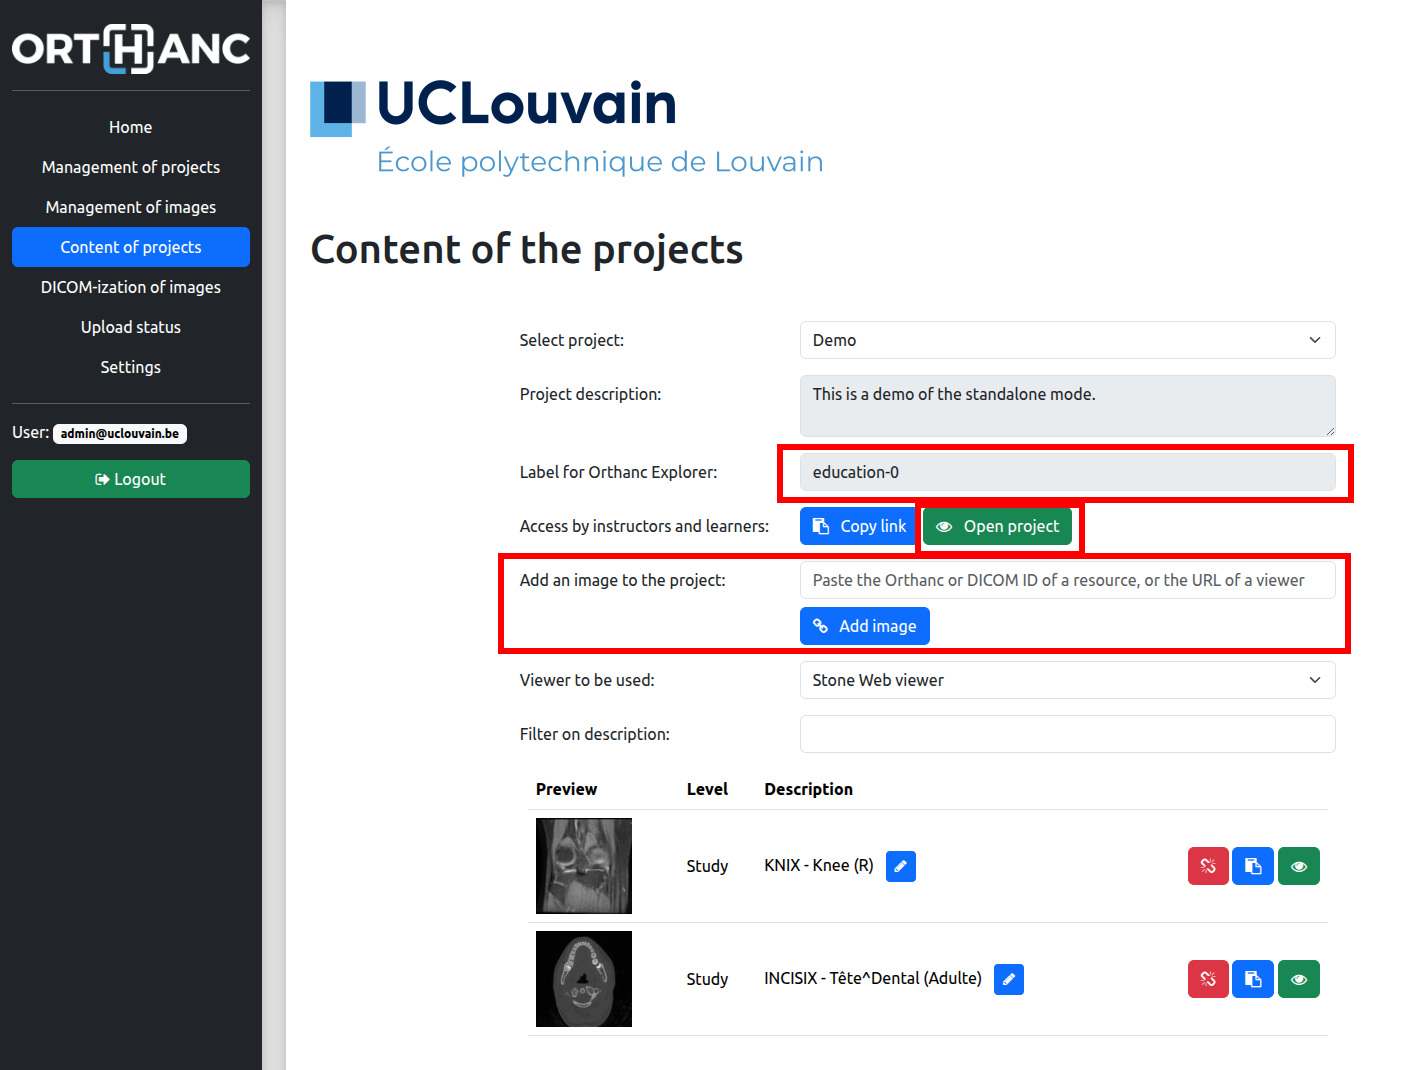 ORTHANC
Home
Management of projects
Management of images
Content of projects
DICOM-ization of images
Upload status
Settings
User: admin@uclouvain.be
Logout
UCLouvain
École polytechnique de Louvain
Content of the projects
Select project: Demo
Project description: This is a demo of the standalone mode.
Label for Orthanc Explorer: education-0
Access by instructors and learners: Copy link Open project
Add an image to the project: Paste the Orthanc or DICOM ID of a resource, or the URL of a viewer
Add image
Viewer to be used: Stone Web viewer
Filter on description:
Preview Level Description
Study KNIX - Knee (R)
Study INCISIX - Tête^Dental (Adulte)